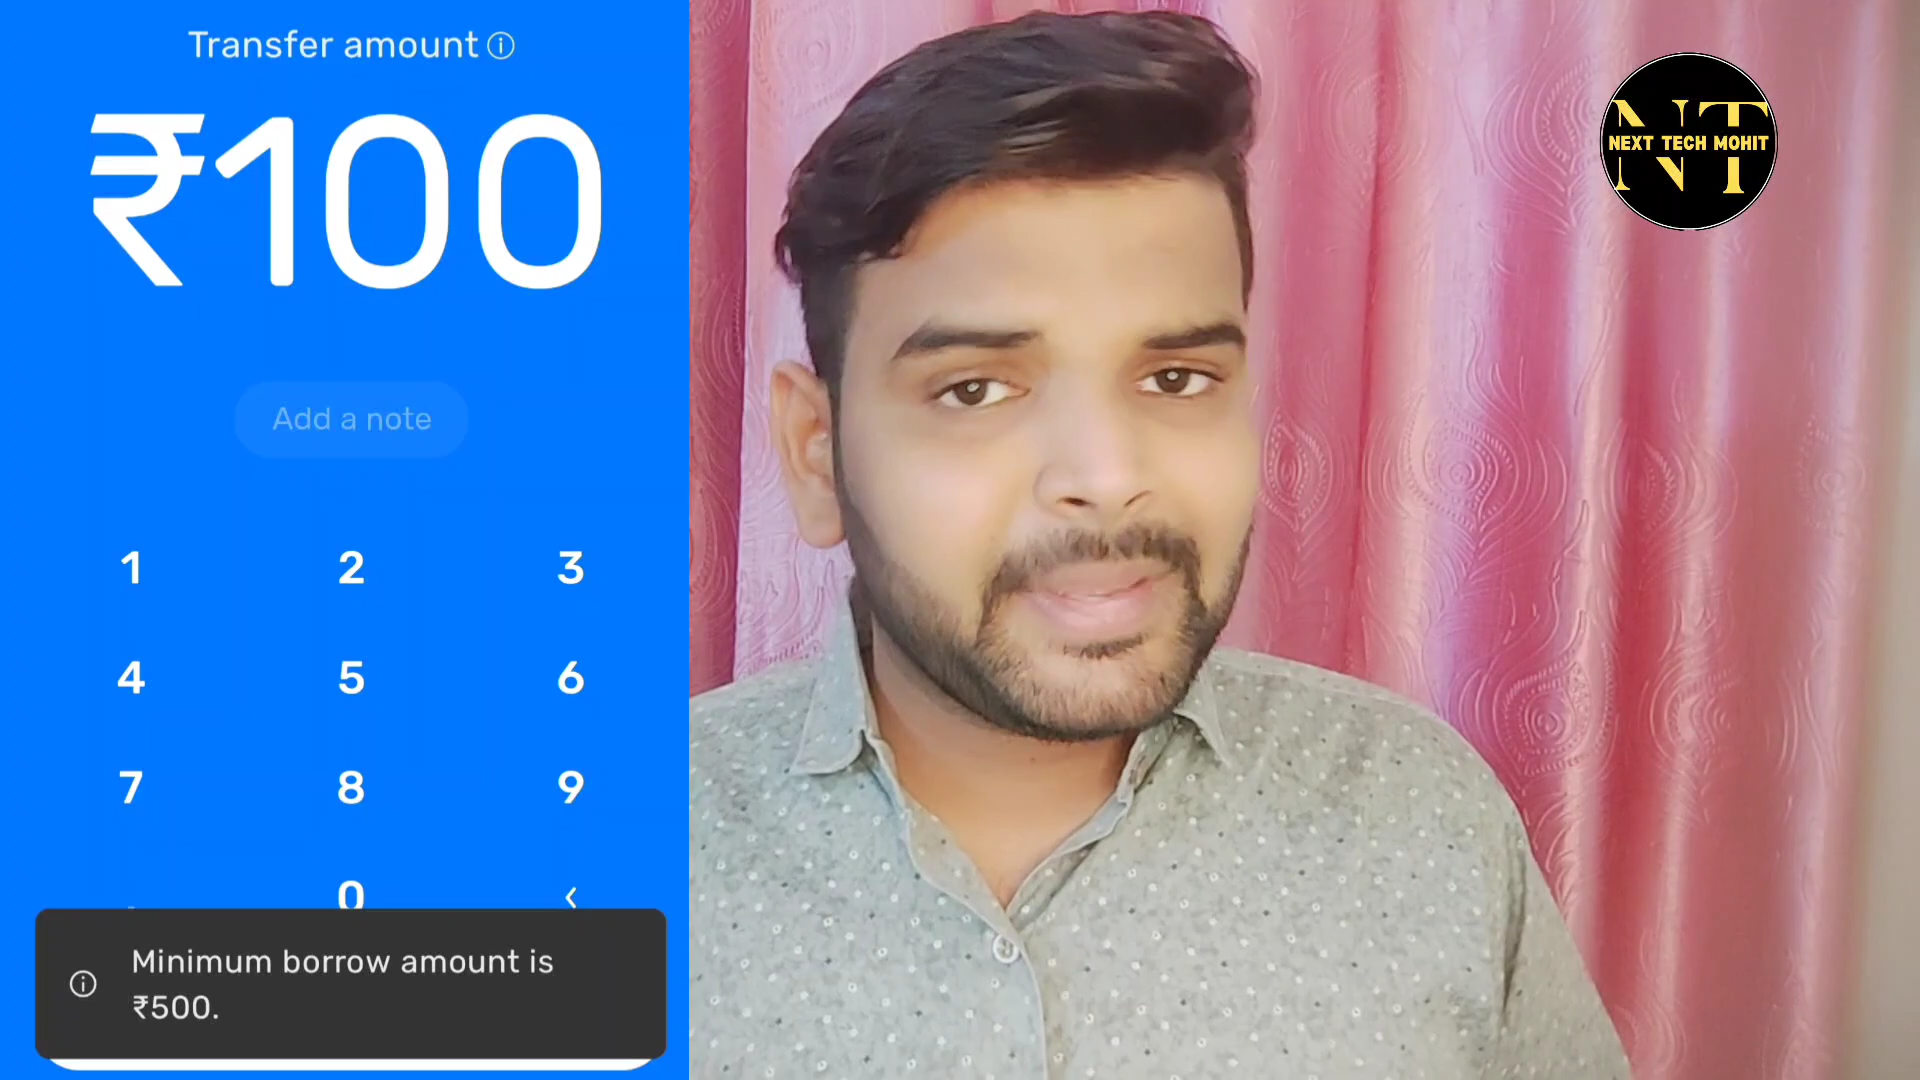 Transfer amount
₹100
Add a note
1 2 3
4 5 6
7 8 9
. 0 <
Minimum borrow amount is
₹500.
NT
NEXT TECH MOHIT